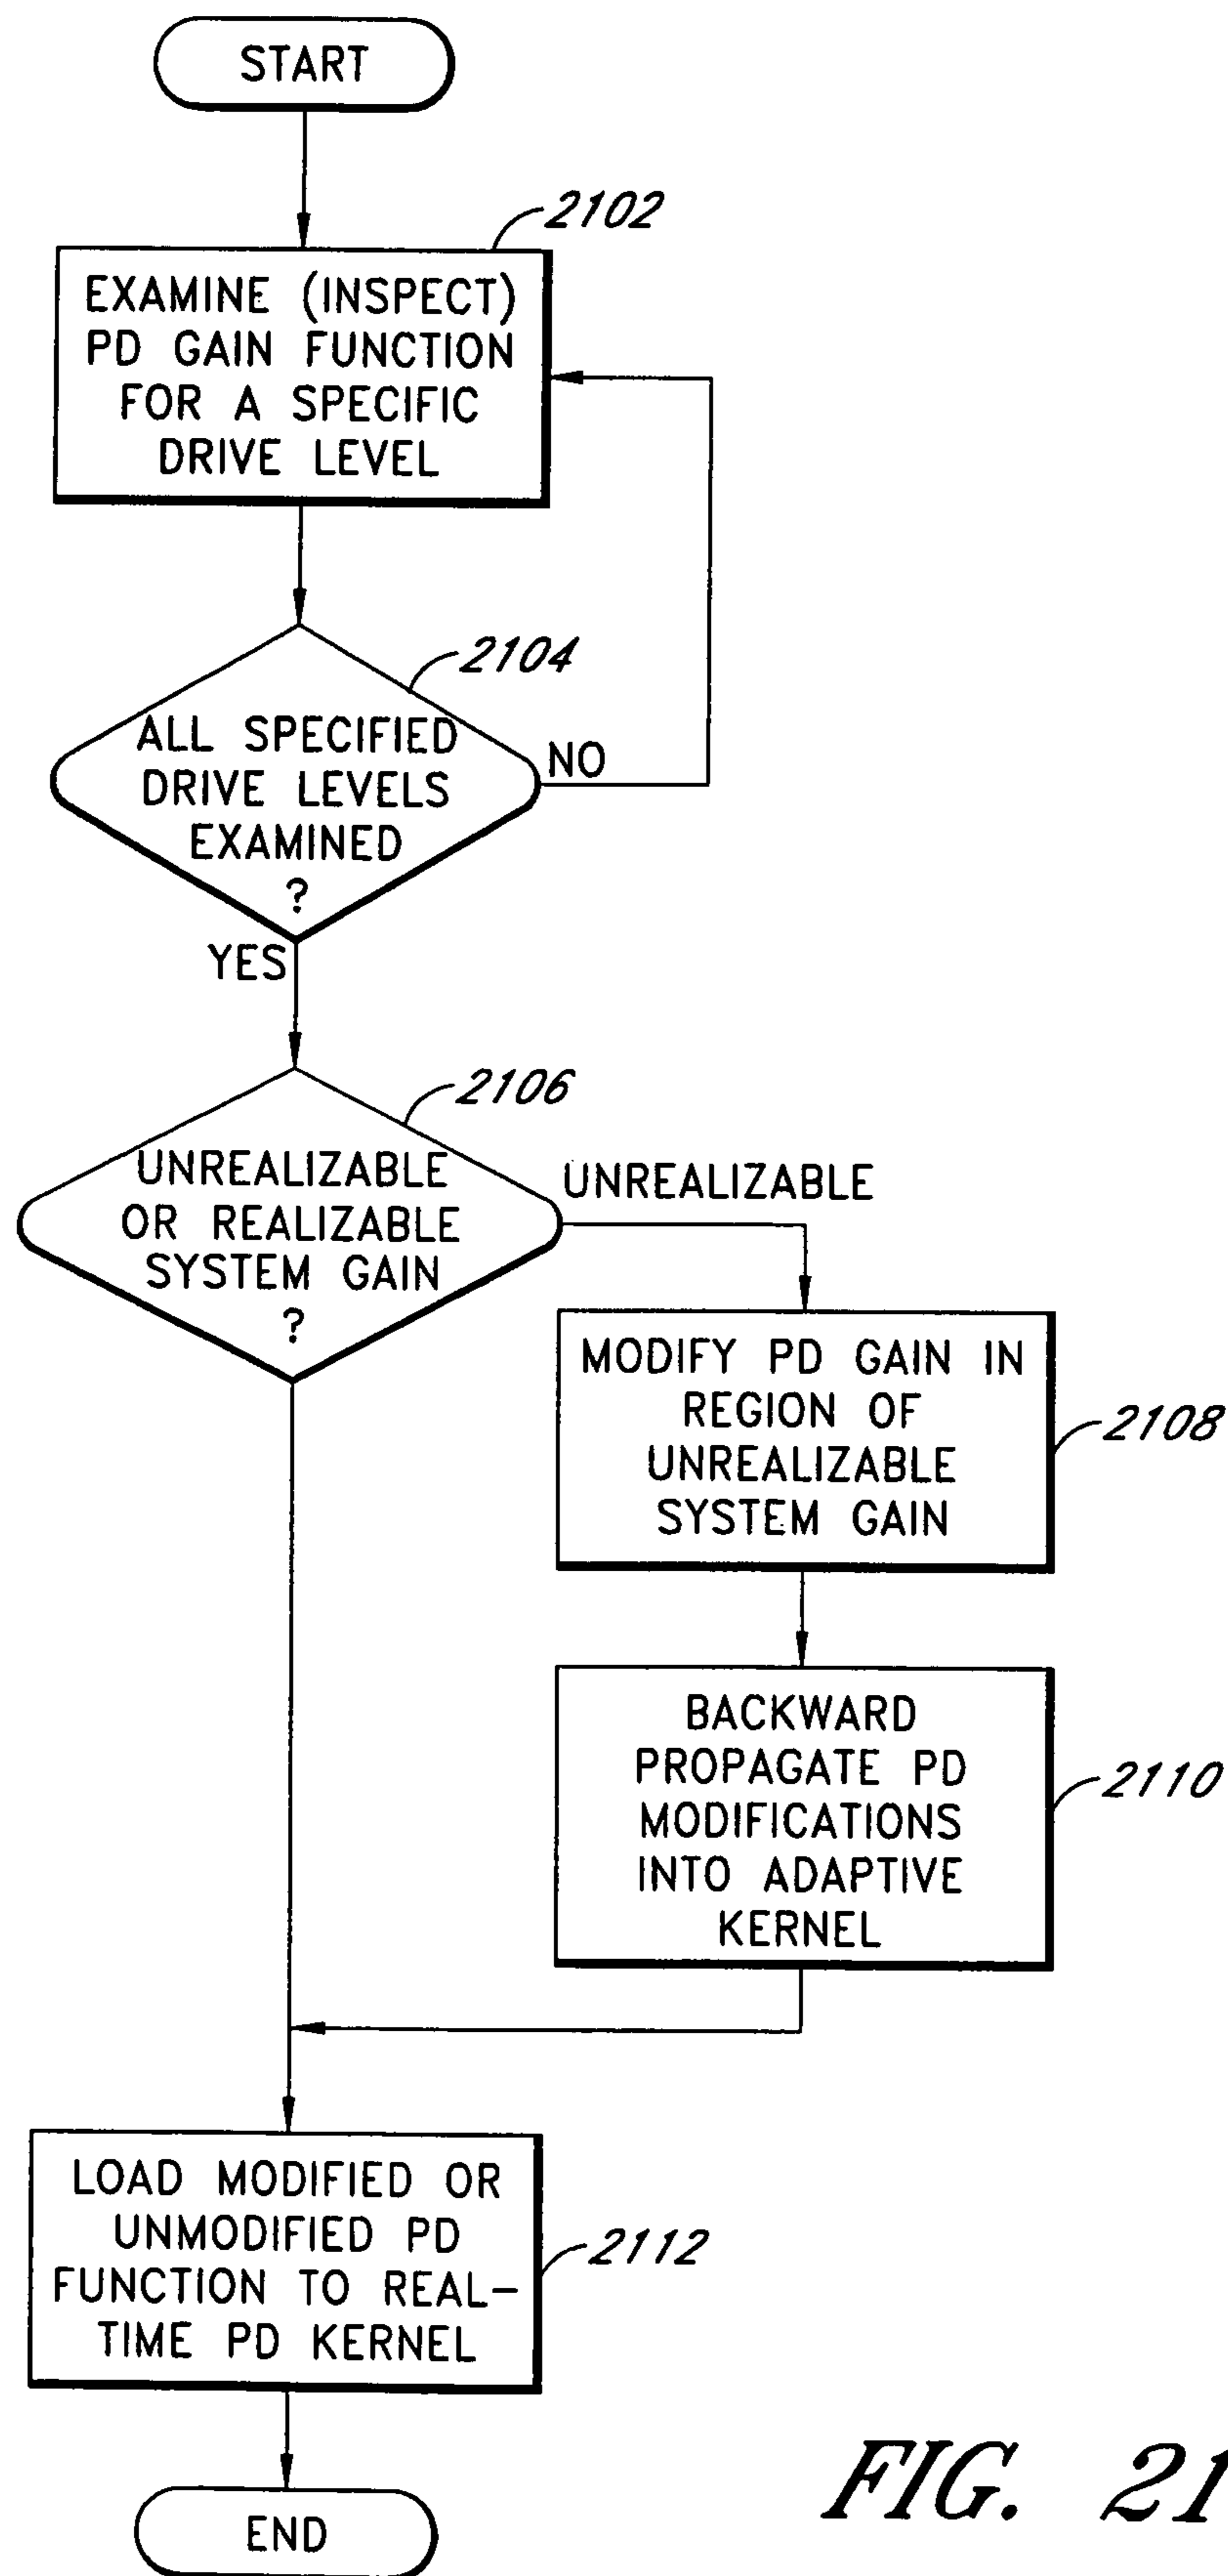 START
2102
EXAMINE (INSPECT)
PD GAIN FUNCTION
FOR A SPECIFIC
DRIVE LEVEL
2104
ALL SPECIFIED
DRIVE LEVELS
EXAMINED
?
NO
YES
2106
UNREALIZABLE
OR REALIZABLE
SYSTEM GAIN
?
UNREALIZABLE
MODIFY PD GAIN IN
REGION OF
UNREALIZABLE
SYSTEM GAIN
2108
BACKWARD
PROPAGATE PD
MODIFICATIONS
INTO ADAPTIVE
KERNEL
2110
LOAD MODIFIED OR
UNMODIFIED PD
FUNCTION TO REAL-
TIME PD KERNEL
2112
END
FIG. 21